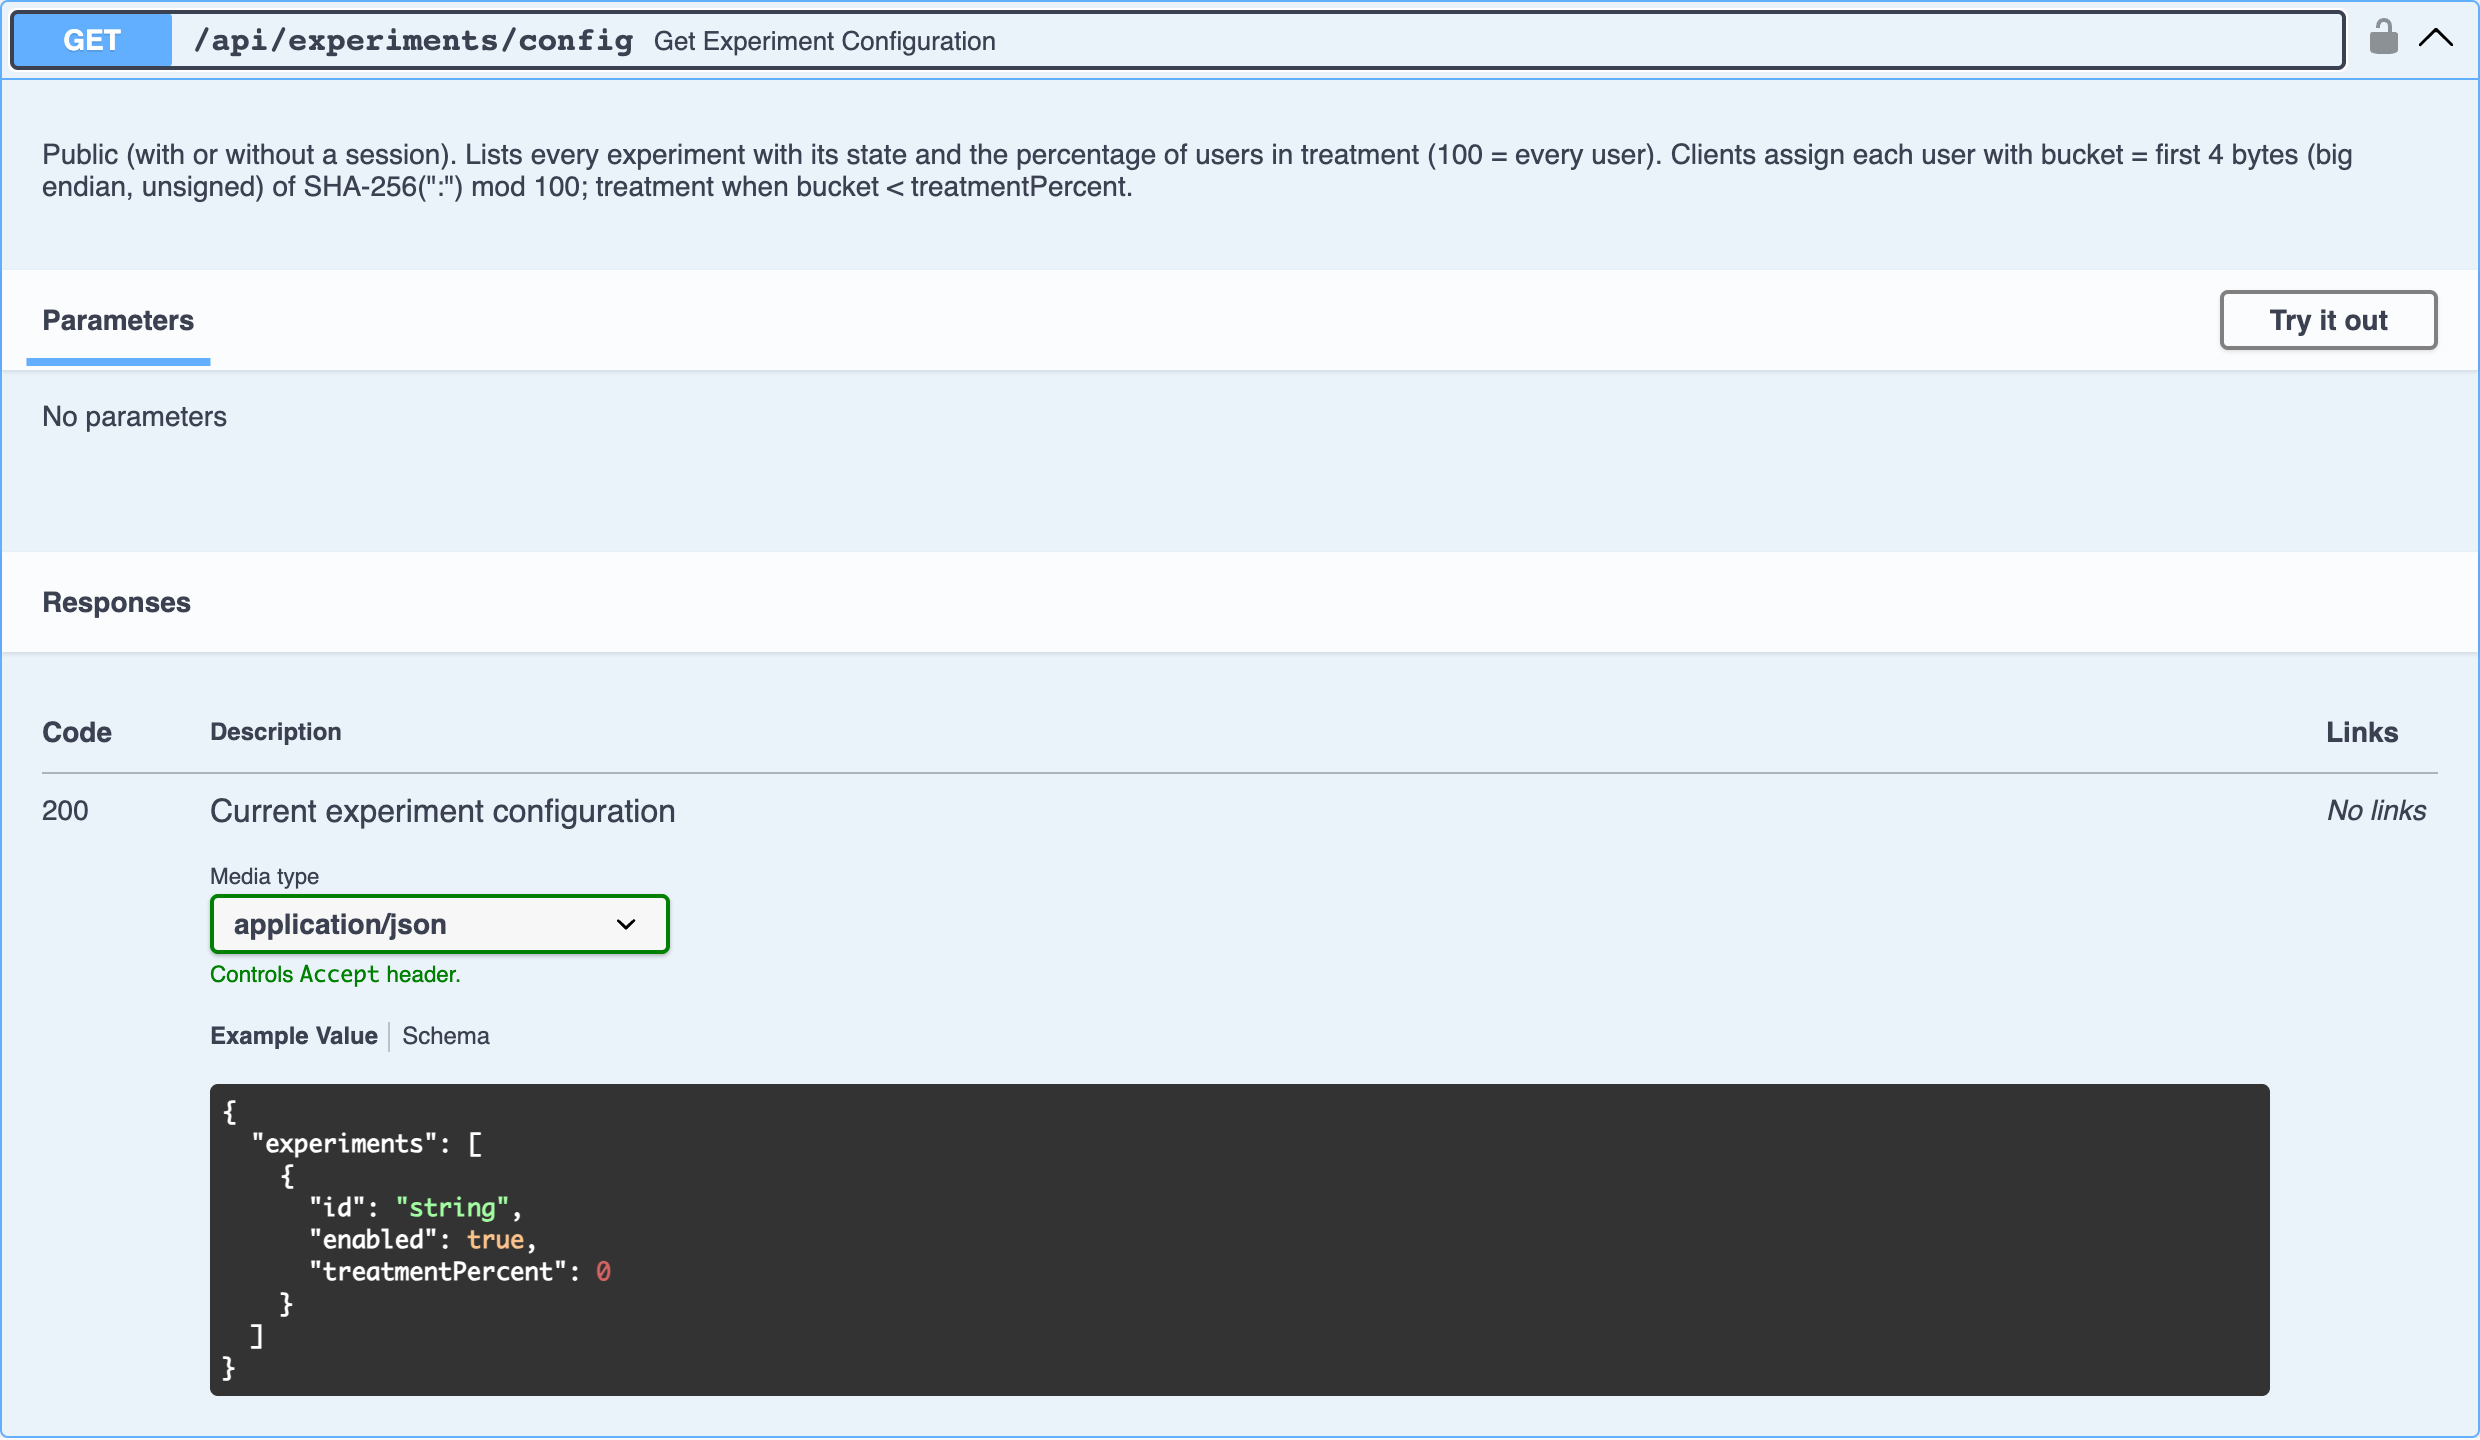 GET /api/experiments/config Get Experiment Configuration
Public (with or without a session). Lists every experiment with its state and the percentage of users in treatment (100 = every user). Clients assign each user with bucket = first 4 bytes (big
endian, unsigned) of SHA-256(":") mod 100; treatment when bucket < treatmentPercent.
Parameters
Try it out
No parameters
Responses
Code Description Links
200 Current experiment configuration No links
Media type
application/json
Controls Accept header.
Example Value Schema
{
  "experiments": [
    {
      "id": "string",
      "enabled": true,
      "treatmentPercent": 0
    }
  ]
}